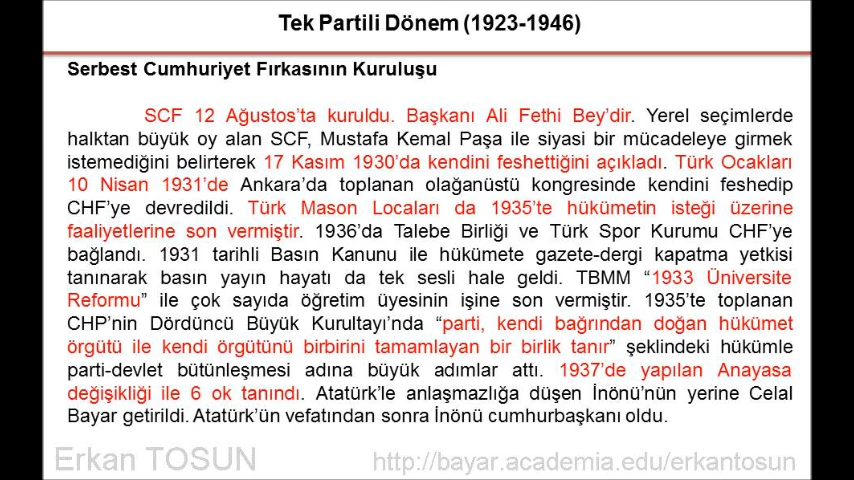 Tek Partili Dönem (1923-1946)
Serbest Cumhuriyet Fırkasının Kuruluşu
SCF 12 Ağustos’ta kuruldu. Başkanı Ali Fethi Bey’dir. Yerel seçimlerde
halktan büyük oy alan SCF, Mustafa Kemal Paşa ile siyasi bir mücadeleye girmek
istemediğini belirterek 17 Kasım 1930’da kendini feshettiğini açıkladı. Türk Ocakları
10 Nisan 1931’de Ankara’da toplanan olağanüstü kongresinde kendini feshedip
CHF’ye devredildi. Türk Mason Locaları da 1935’te hükümetin isteği üzerine
faaliyetlerine son vermiştir. 1936’da Talebe Birliği ve Türk Spor Kurumu CHF’ye
bağlandı. 1931 tarihli Basın Kanunu ile hükümete gazete-dergi kapatma yetkisi
tanınarak basın yayın hayatı da tek sesli hale geldi. TBMM “1933 Üniversite
Reformu” ile çok sayıda öğretim üyesinin işine son vermiştir. 1935’te toplanan
CHP’nin Dördüncü Büyük Kurultayı’nda “parti, kendi bağrından doğan hükümet
örgütü ile kendi örgütünü birbirini tamamlayan bir birlik tanır” şeklindeki hükümle
parti-devlet bütünleşmesi adına büyük adımlar attı. 1937’de yapılan Anayasa
değişikliği ile 6 ok tanındı. Atatürk’le anlaşmazlığa düşen İnönü’nün yerine Celal
Bayar getirildi. Atatürk’ün vefatından sonra İnönü cumhurbaşkanı oldu.
Erkan TOSUN
http://bayar.academia.edu/erkantosun